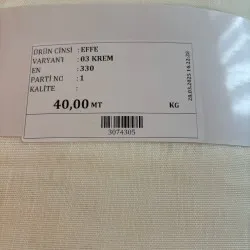 ÜRÜN CİNSİ : EFFE
VARYANT : 03 KREM
EN : 330
PARTİ NO : 1
KALİTE :
40,00 MT KG
3074305